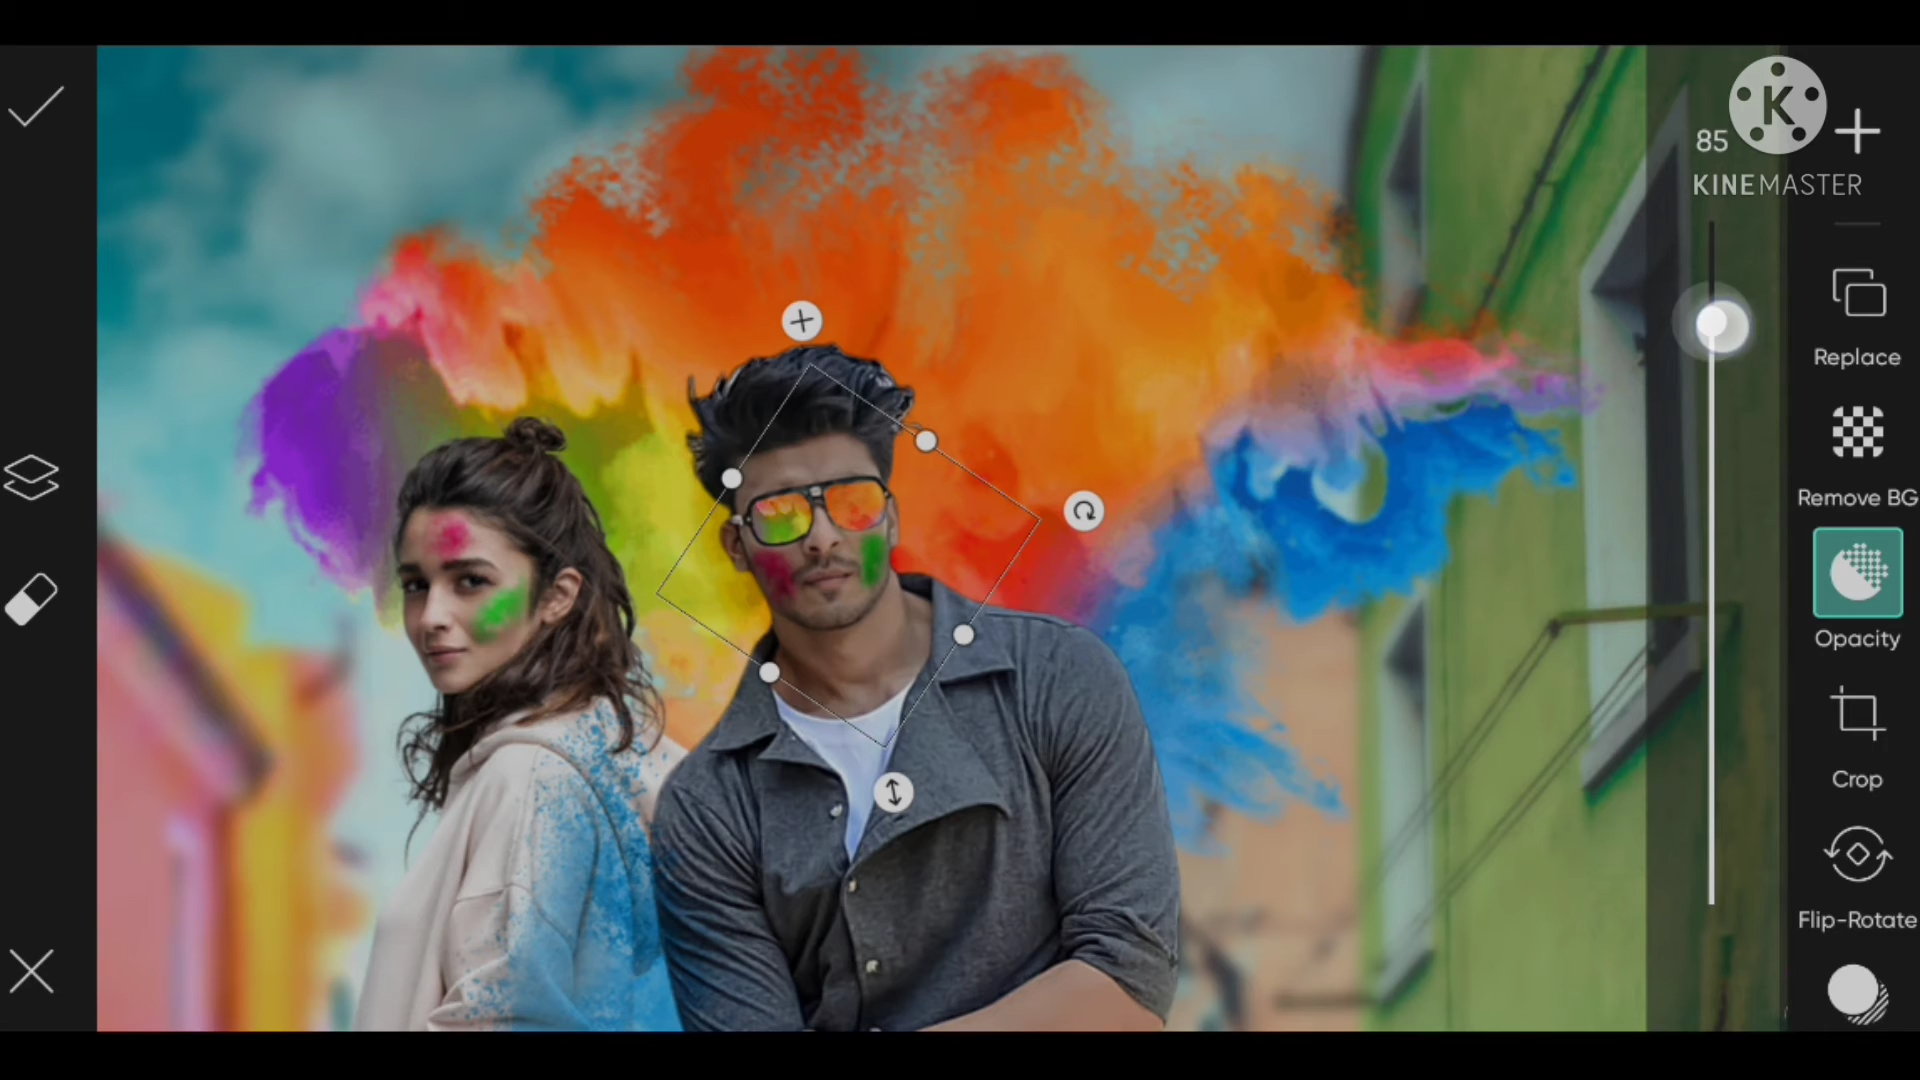 85
K
KINEMASTER
Replace
Remove BG
Opacity
Crop
Flip-Rotate